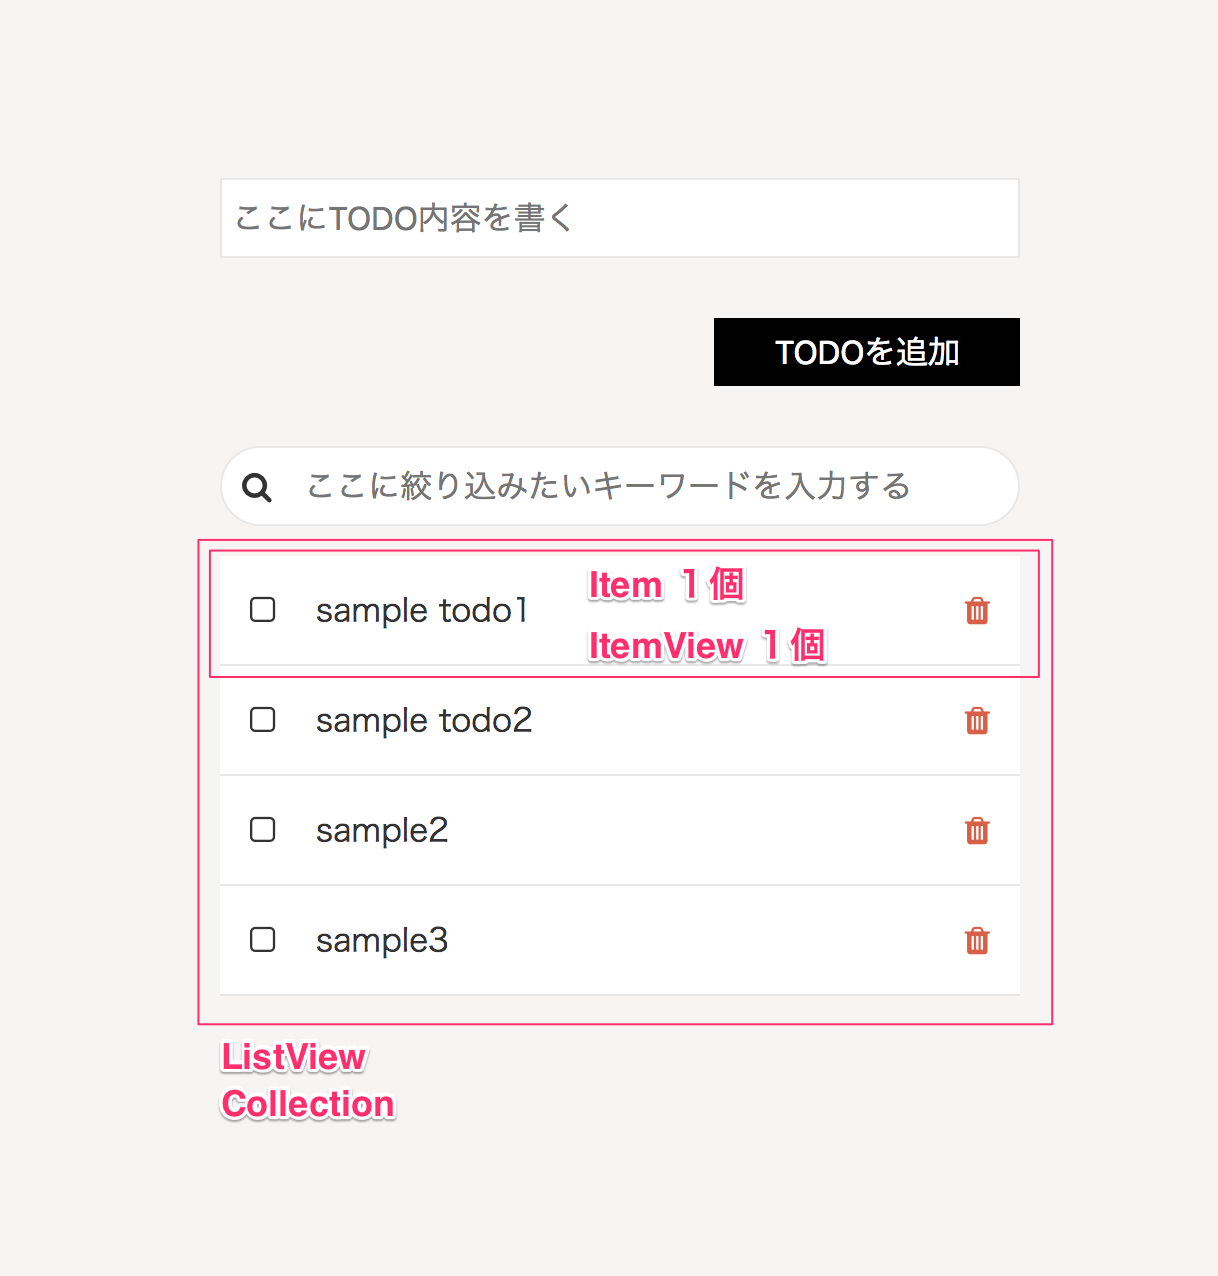 ここにTODO内容を書く
TODOを追加
ここに絞り込みたいキーワードを入力する
Item １個
sample todo1
ItemView １個
sample todo2
sample2
sample3
ListView
Collection